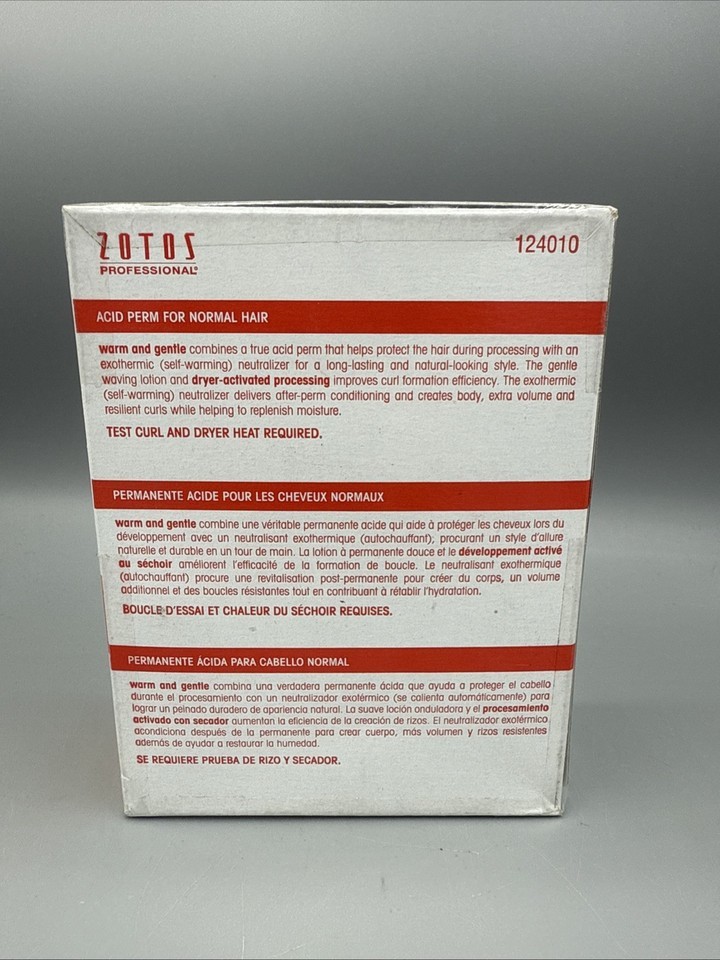 ZOTOS
PROFESSIONAL®
124010
ACID PERM FOR NORMAL HAIR
warm and gentle combines a true acid perm that helps protect the hair during processing with an
exothermic (self-warming) neutralizer for a long-lasting and natural-looking style. The gentle
waving lotion and dryer-activated processing improves curl formation efficiency. The exothermic
(self-warming) neutralizer delivers after-perm conditioning and creates body, extra volume and
resilient curls while helping to replenish moisture.
TEST CURL AND DRYER HEAT REQUIRED.
PERMANENTE ACIDE POUR LES CHEVEUX NORMAUX
warm and gentle combine une véritable permanente acide qui aide à protéger les cheveux lors du
développement avec un neutralisant exothermique (autochauffant); procurant un style d'allure
naturelle et durable en un tour de main. La lotion à permanente douce et le développement activé
au séchoir améliorent l'efficacité de la formation de boucle. Le neutralisant exothermique
(autochauffant) procure une revitalisation post-permanente pour créer du corps, un volume
additionnel et des boucles résistantes tout en contribuant à rétablir l'hydratation.
BOUCLE D'ESSAI ET CHALEUR DU SÉCHOIR REQUISES.
PERMANENTE ÁCIDA PARA CABELLO NORMAL
warm and gentle combina una verdadera permanente ácida que ayuda a proteger el cabello
durante el procesamiento con un neutralizador exotérmico (se calienta automáticamente) para
lograr un peinado duradero de apariencia natural. La suave loción onduladora y el procesamiento
activado con secador aumentan la eficiencia de la creación de rizos. El neutralizador exotérmico
acondiciona después de la permanente para crear cuerpo, más volumen y rizos resistentes
además de ayudar a restaurar la humedad.
SE REQUIERE PRUEBA DE RIZO Y SECADOR.